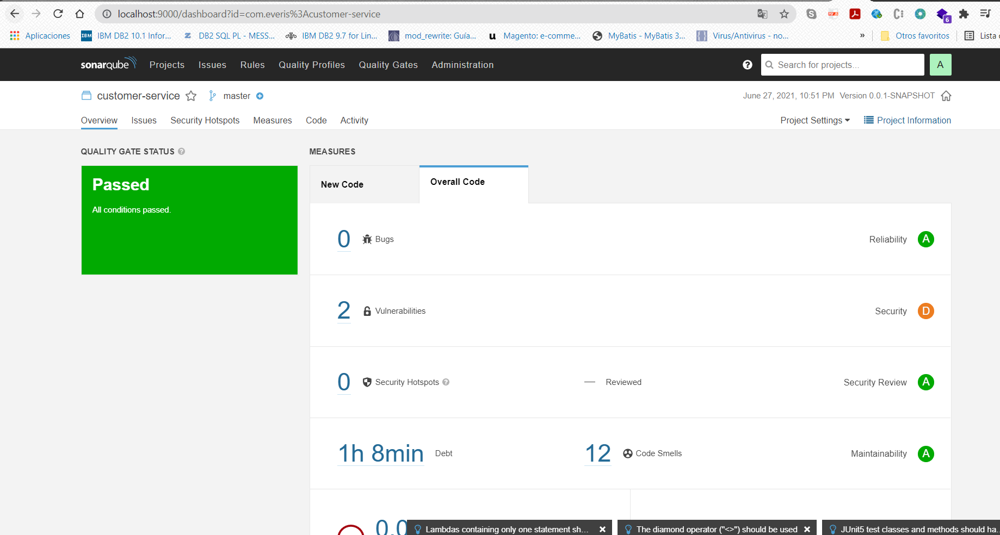 localhost:9000/dashboard?id=com.everis%3Acustomer-service
6
Aplicaciones IBM IBM DB2 10.1 Infor... Z DB2 SQL PL - MESS... IBM DB2 9.7 for Lin... mod_rewrite: Guía... u Magento: e-comme... MyBatis - MyBatis 3... Virus/Antivirus - no... » Otros favoritos Lista
sonarqube Projects Issues Rules Quality Profiles Quality Gates Administration ? Search for projects... A
customer-service master June 27, 2021, 10:51 PM Version 0.0.1-SNAPSHOT
Overview Issues Security Hotspots Measures Code Activity Project Settings Project Information
QUALITY GATE STATUS ? MEASURES
Passed
All conditions passed.
New Code Overall Code
0 Bugs Reliability A
2 Vulnerabilities Security D
0 Security Hotspots ? — Reviewed Security Review A
1h 8min Debt 12 Code Smells Maintainability A
0.0
Lambdas containing only one statement sh... × The diamond operator ("<>") should be used × JUnit5 test classes and methods should ha...